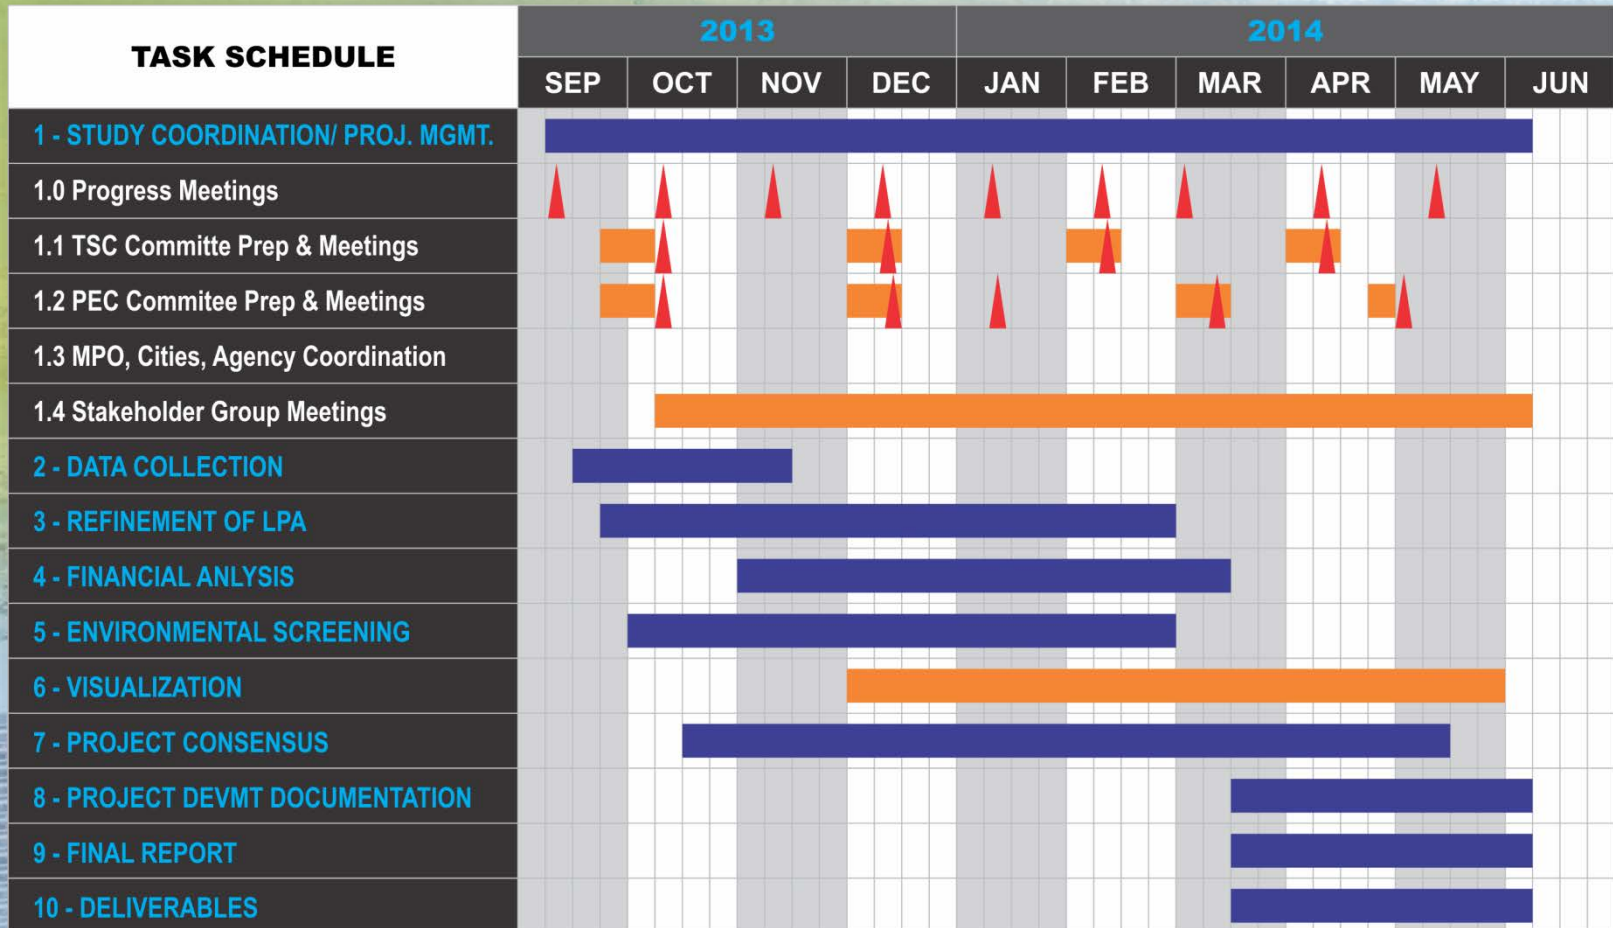 TASK SCHEDULE
2013 2014
SEP OCT NOV DEC JAN FEB MAR APR MAY JUN
1 - STUDY COORDINATION/ PROJ. MGMT.
1.0 Progress Meetings
1.1 TSC Committe Prep & Meetings
1.2 PEC Commitee Prep & Meetings
1.3 MPO, Cities, Agency Coordination
1.4 Stakeholder Group Meetings
2 - DATA COLLECTION
3 - REFINEMENT OF LPA
4 - FINANCIAL ANLYSIS
5 - ENVIRONMENTAL SCREENING
6 - VISUALIZATION
7 - PROJECT CONSENSUS
8 - PROJECT DEVMT DOCUMENTATION
9 - FINAL REPORT
10 - DELIVERABLES